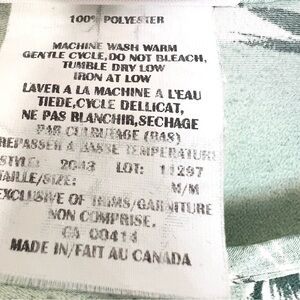 100% POLYESTER
MACHINE WASH WARM
GENTLE CYCLE,DO NOT BLEACH,
TUMBLE DRY LOW
IRON AT LOW
LAVER A LA MACHINE A L'EAU
TIEDE,CYCLE DELLICAT,
NE PAS BLANCHIR,SECHAGE
PAR CULBUTAGE (BAS)
REPASSER A BASSE TEMPERATURE
STYLE: 2043 LOT: 11297
TAILLE/SIZE: M/M
EXCLUSIVE OF TRIMS/GARNITURE
NON COMPRISE.
CA 00414
MADE IN/FAIT AU CANADA